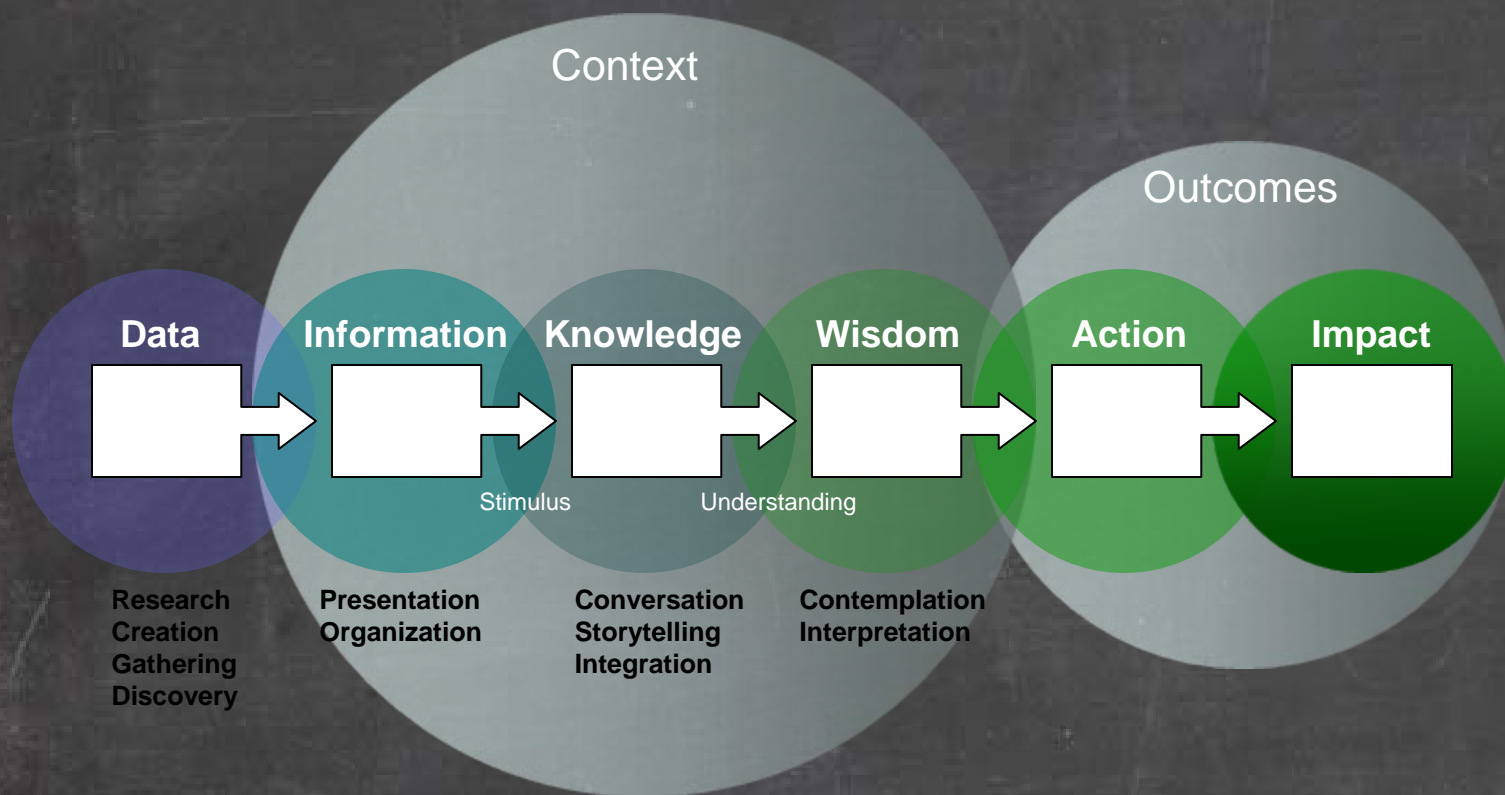 Context
Outcomes
Data
Information
Knowledge
Wisdom
Action
Impact
Stimulus
Understanding
Research
Creation
Gathering
Discovery
Presentation
Organization
Conversation
Storytelling
Integration
Contemplation
Interpretation